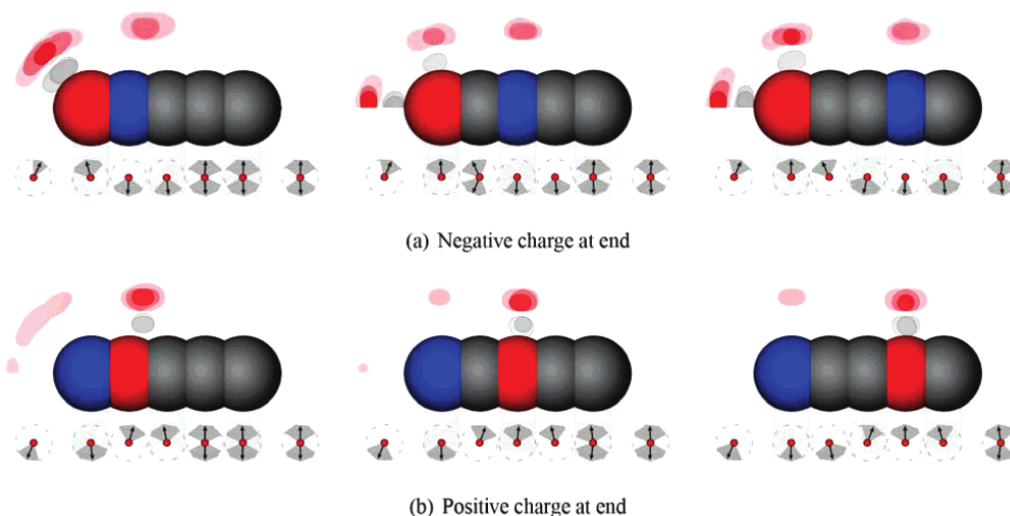 (a) Negative charge at end
(b) Positive charge at end